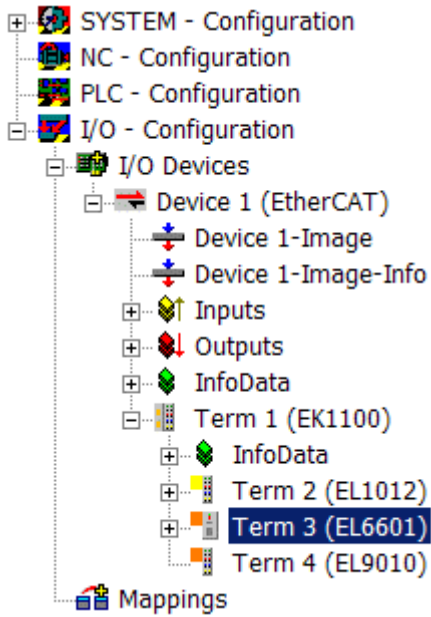 SYSTEM - Configuration
NC - Configuration
PLC - Configuration
I/O - Configuration
I/O Devices
Device 1 (EtherCAT)
Device 1-Image
Device 1-Image-Info
Inputs
Outputs
InfoData
Term 1 (EK1100)
InfoData
Term 2 (EL1012)
Term 3 (EL6601)
Term 4 (EL9010)
Mappings